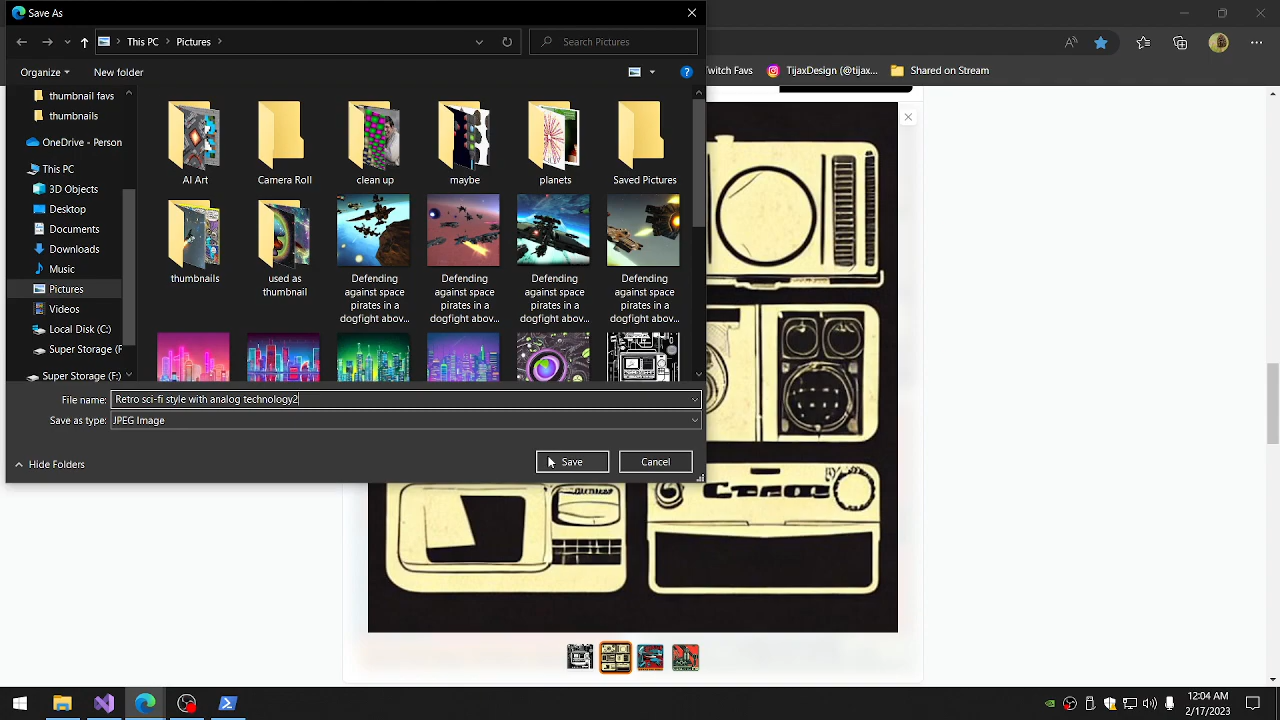 Save As
This PC
Pictures
Search Pictures
Organize
New folder
witch Favs
TijaxDesign (@tijax...
Shared on Stream
thumbnail favs
thumbnails
OneDrive - Person
This PC
3D Objects
Desktop
Documents
Downloads
Music
Pictures
Videos
Local Disk (C:)
Super Storage (F
Super Storage (F:)
AI Art
Camera Roll
clean up
maybe
planets
Saved Pictures
thumbnails
used as
thumbnail
Defending
against space
pirates in a
dogfight abov...
Defending
against space
pirates in a
dogfight abov...
Defending
against space
pirates in a
dogfight abov...
Defending
against space
pirates in a
dogfight abov...
File name:
Retro sci-fi style with analog technology2
Save as type:
JPEG Image
Hide Folders
Save
Cancel
12:04 AM
2/17/2023